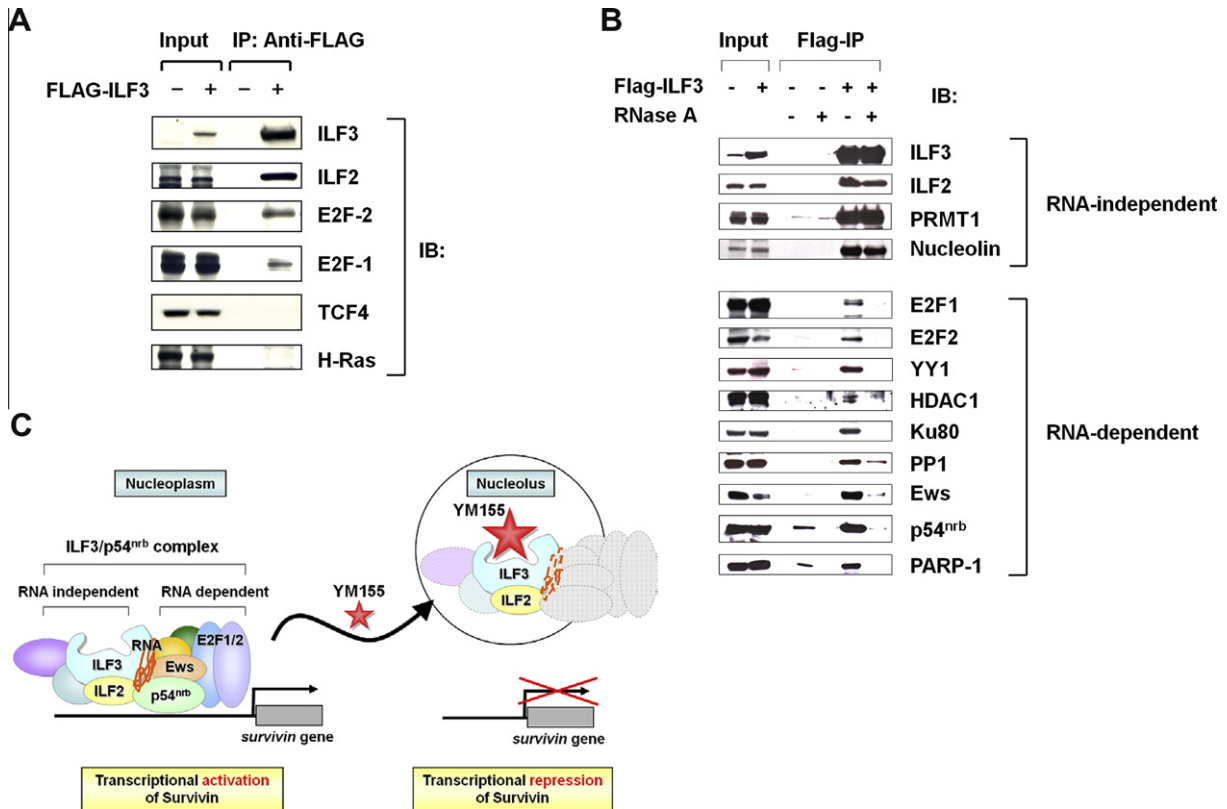 A
Input IP: Anti-FLAG
FLAG-ILF3 – + – +
ILF3
ILF2
E2F-2
E2F-1
TCF4
H-Ras
IB:
B
Input Flag-IP
Flag-ILF3 - + - - + +
RNase A - + - +
IB:
ILF3
ILF2
PRMT1
Nucleolin
RNA-independent
E2F1
E2F2
YY1
HDAC1
Ku80
PP1
Ews
p54nrb
PARP-1
RNA-dependent
C
Nucleoplasm
ILF3/p54nrb complex
RNA independent
RNA dependent
RNA
E2F1/2
ILF3
Ews
ILF2
p54nrb
survivin gene
Transcriptional activation
of Survivin
YM155
Nucleolus
YM155
ILF3
ILF2
survivin gene
Transcriptional repression
of Survivin